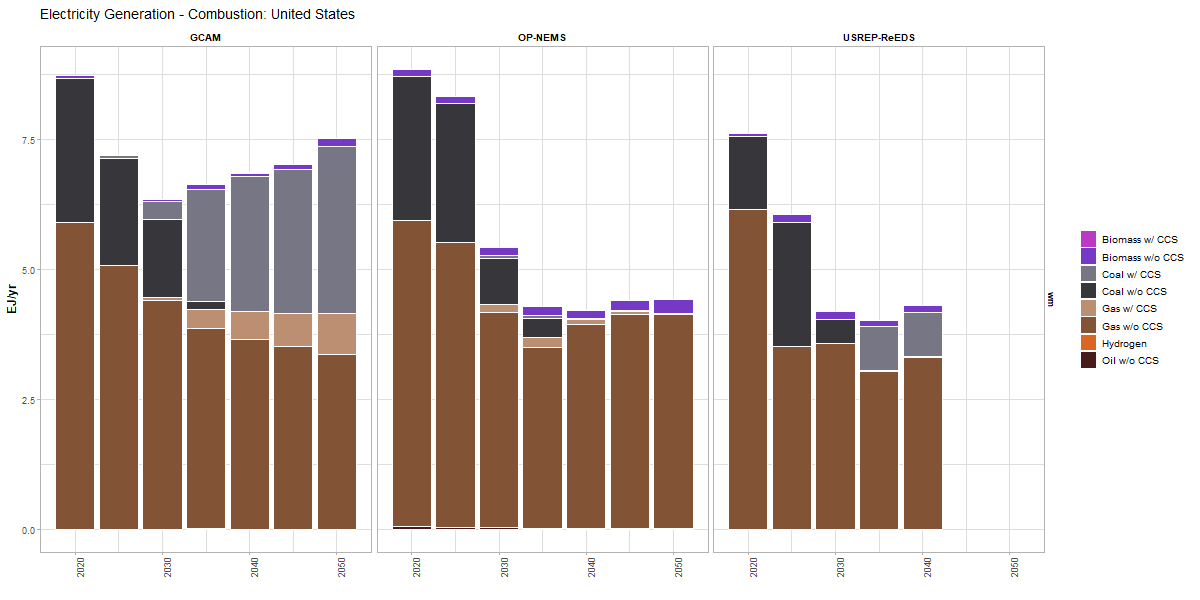 Electricity Generation - Combustion: United States
GCAM
OP-NEMS
USREP-ReEDS
EJ/yr
7.5
5.0
2.5
0.0
2020
2030
2040
2050
2020
2030
2040
2050
2020
2030
2040
2050
wm
Biomass w/ CCS
Biomass w/o CCS
Coal w/ CCS
Coal w/o CCS
Gas w/ CCS
Gas w/o CCS
Hydrogen
Oil w/o CCS